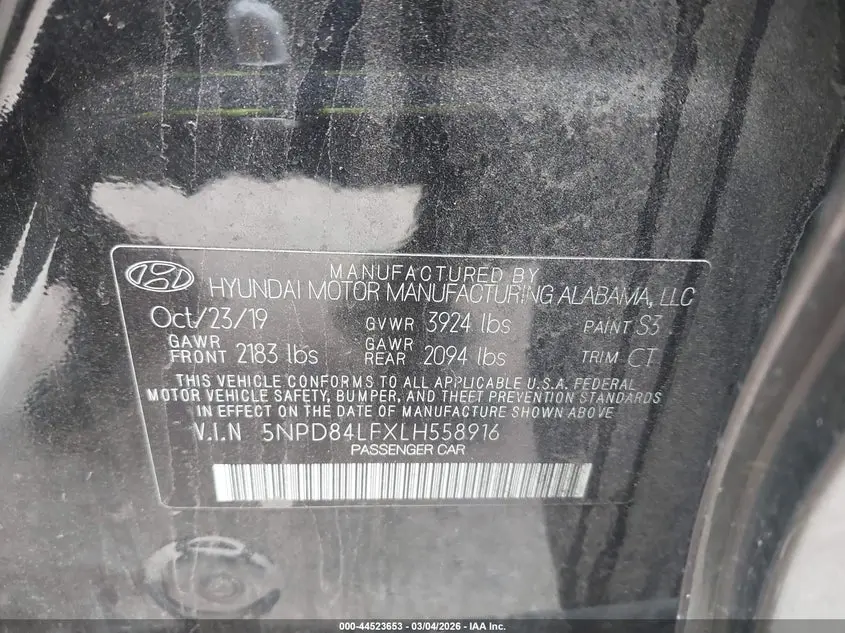 MANUFACTURED BY
HYUNDAI MOTOR MANUFACTURING ALABAMA, LLC
Oct/23/19 GVWR 3924 lbs PAINT S3
GAWR FRONT 2183 lbs GAWR REAR 2094 lbs TRIM CT
THIS VEHICLE CONFORMS TO ALL APPLICABLE U.S.A. FEDERAL
MOTOR VEHICLE SAFETY, BUMPER, AND THEFT PREVENTION STANDARDS
IN EFFECT ON THE DATE OF MANUFACTURE SHOWN ABOVE
V.I.N 5NPD84LFXLH558916
PASSENGER CAR
000-44523653 - 03/04/2026 - IAA Inc.